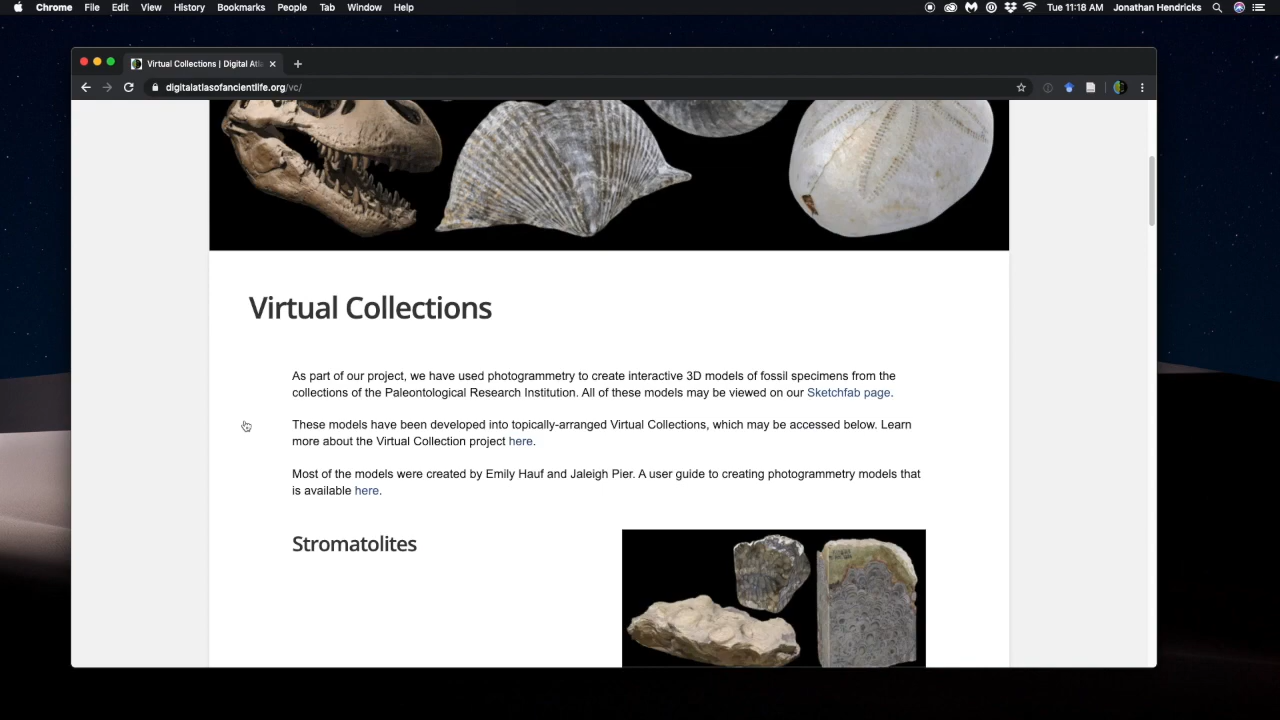 Chrome File Edit View History Bookmarks People Tab Window Help Tue 11:18 AM Jonathan Hendricks
Virtual Collections | Digital Atl
digitalatlasofancientlife.org/vc/
Virtual Collections
As part of our project, we have used photogrammetry to create interactive 3D models of fossil specimens from the
collections of the Paleontological Research Institution. All of these models may be viewed on our Sketchfab page.
These models have been developed into topically-arranged Virtual Collections, which may be accessed below. Learn
more about the Virtual Collection project here.
Most of the models were created by Emily Hauf and Jaleigh Pier. A user guide to creating photogrammetry models that
is available here.
Stromatolites